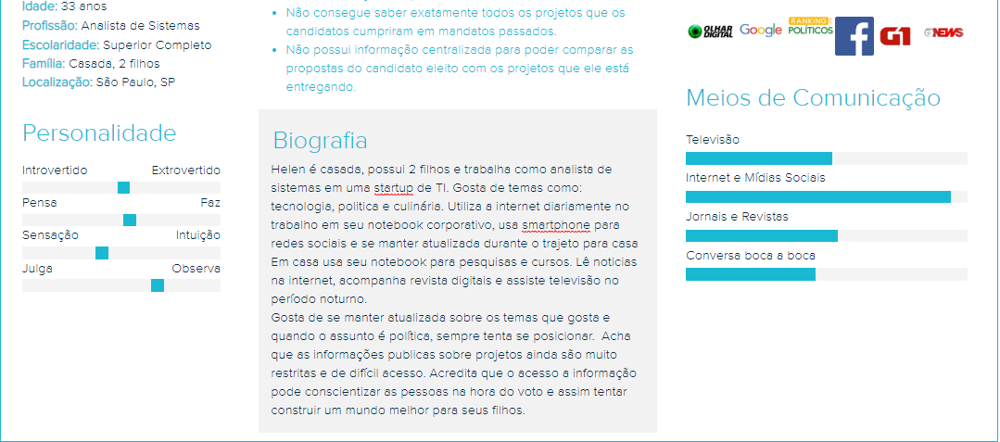 Idade: 33 anos
Profissão: Analista de Sistemas
Escolaridade: Superior Completo
Família: Casada, 2 filhos
Localização: São Paulo, SP
Personalidade
Introvertido Extrovertido
Pensa Faz
Sensação Intuição
Julga Observa
• Não consegue saber exatamente todos os projetos que os
candidatos cumpriram em mandatos passados.
• Não possui informação centralizada para poder comparar as
propostas do candidato eleito com os projetos que ele está
entregando.
Biografia
Helen é casada, possui 2 filhos e trabalha como analista de
sistemas em uma startup de TI. Gosta de temas como:
tecnologia, politica e culinária. Utiliza a internet diariamente no
trabalho em seu notebook corporativo, usa smartphone para
redes sociais e se manter atualizada durante o trajeto para casa
Em casa usa seu notebook para pesquisas e cursos. Lê noticias
na internet, acompanha revista digitais e assiste televisão no
período noturno.
Gosta de se manter atualizada sobre os temas que gosta e
quando o assunto é política, sempre tenta se posicionar.  Acha
que as informações publicas sobre projetos ainda são muito
restritas e de difícil acesso. Acredita que o acesso a informação
pode conscientizar as pessoas na hora do voto e assim tentar
construir um mundo melhor para seus filhos.
OLHAR
DIGITAL
Google
RANKING
POLÍTICOS
f
G1
G NEWS
Meios de Comunicação
Televisão
Internet e Mídias Sociais
Jornais e Revistas
Conversa boca a boca